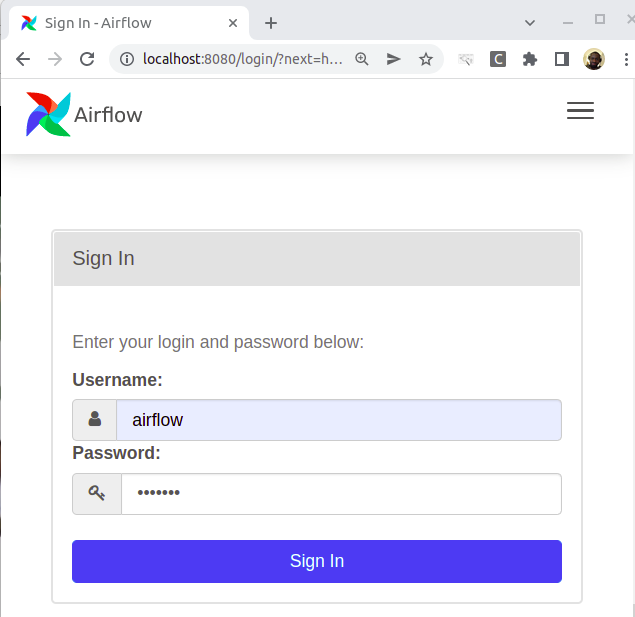 Sign In - Airflow
localhost:8080/login/?next=h...
C
Airflow
Sign In
Enter your login and password below:
Username:
airflow
Password:
•••••••
Sign In